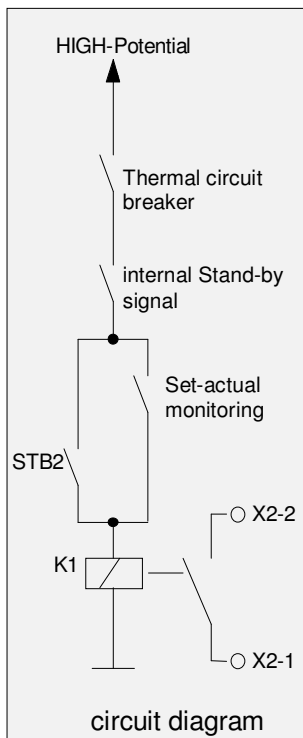 HIGH-Potential
Thermal circuit
breaker
internal Stand-by
signal
Set-actual
monitoring
STB2
X2-2
K1
X2-1
circuit diagram